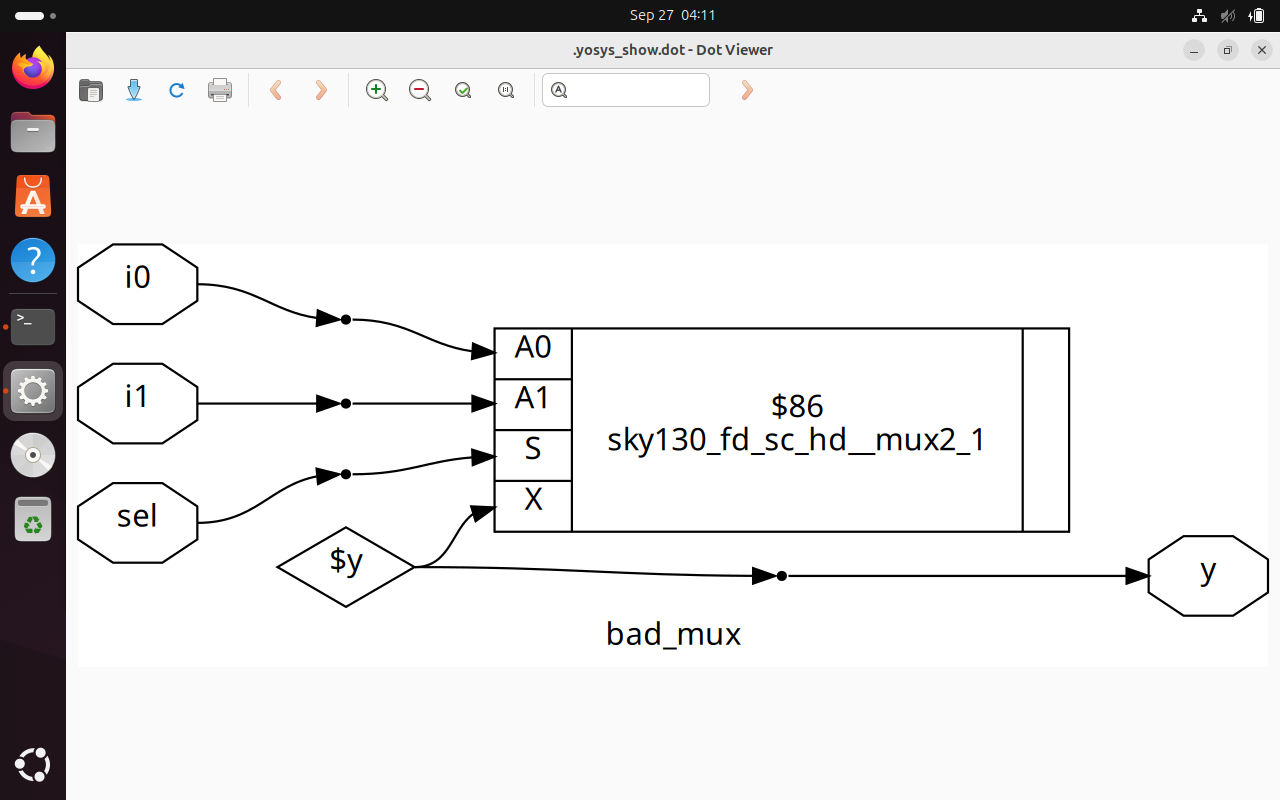 Sep 27 04:11
.yosys_show.dot - Dot Viewer
i0
i1
sel
$y
A0
A1
S
X
$86
sky130_fd_sc_hd__mux2_1
y
bad_mux